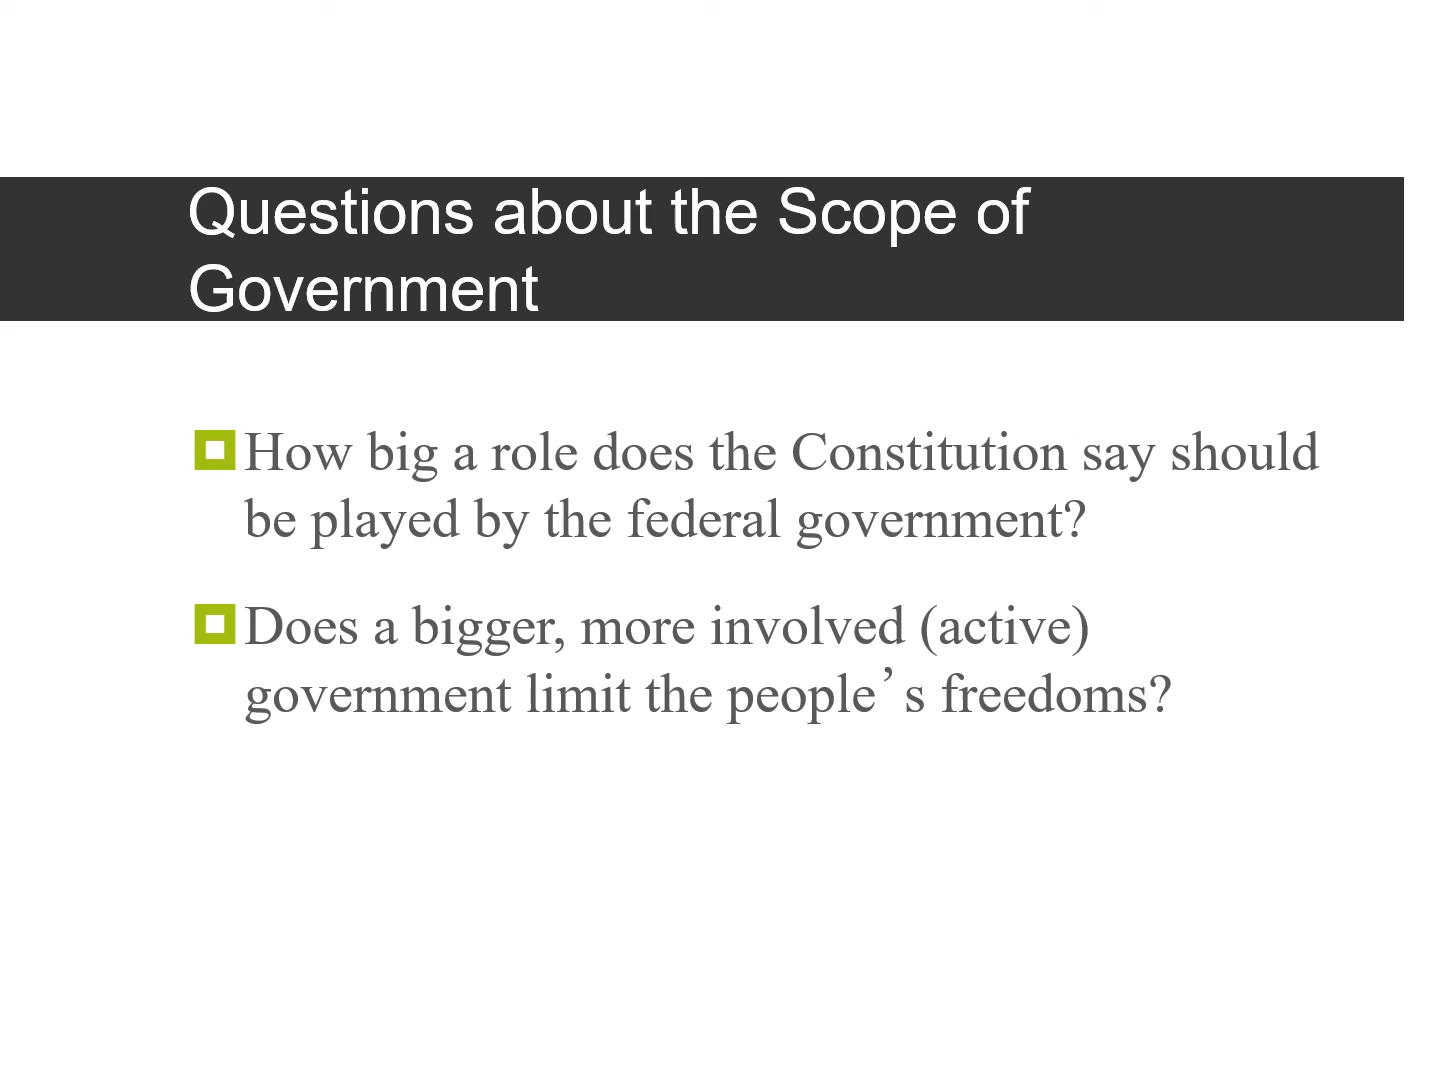 Questions about the Scope of
Government
How big a role does the Constitution say should
be played by the federal government?
Does a bigger, more involved (active)
government limit the people’s freedoms?